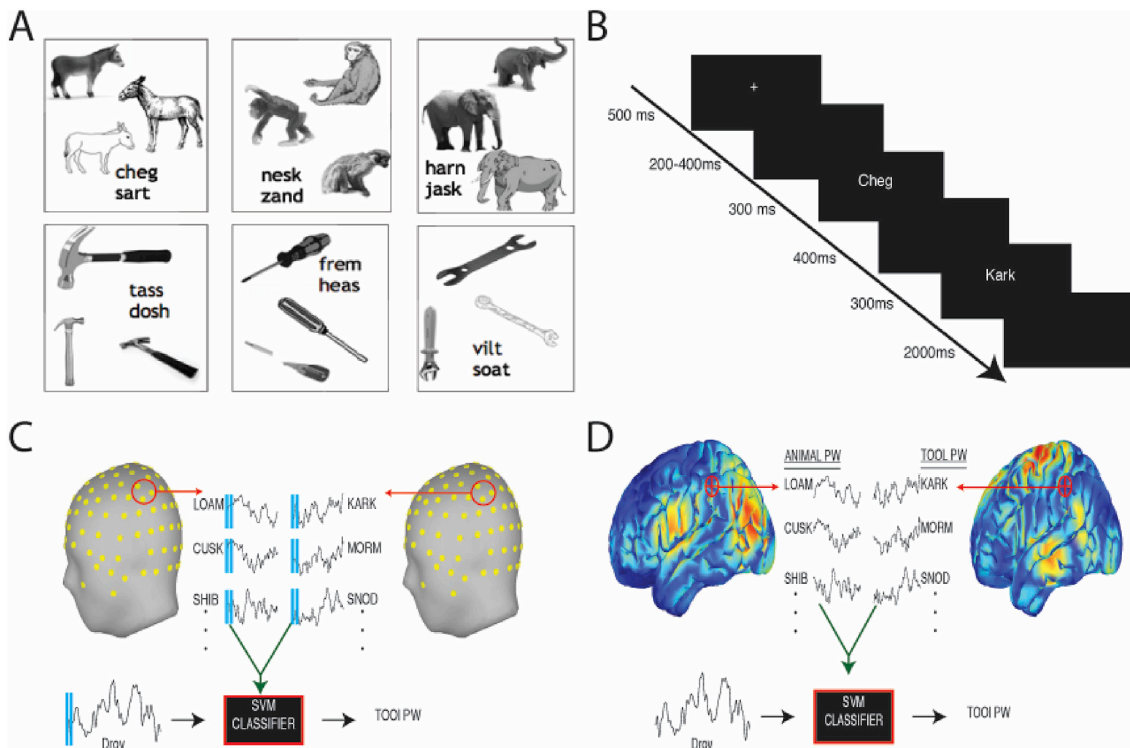 A
cheg
sart
nesk
zand
harn
jask
tass
dosh
frem
heas
vilt
soat
B
+
500 ms
200-400ms
Cheg
300 ms
400ms
Kark
300ms
2000ms
C
LOAM
KARK
CUSK
MORM
SHIB
SNOD
SVM
CLASSIFIER
TOOl PW
D
ANIMAL PW
TOOL PW
LOAM
KARK
CUSK
MORM
SHIB
SNOD
SVM
CLASSIFIER
TOOl PW